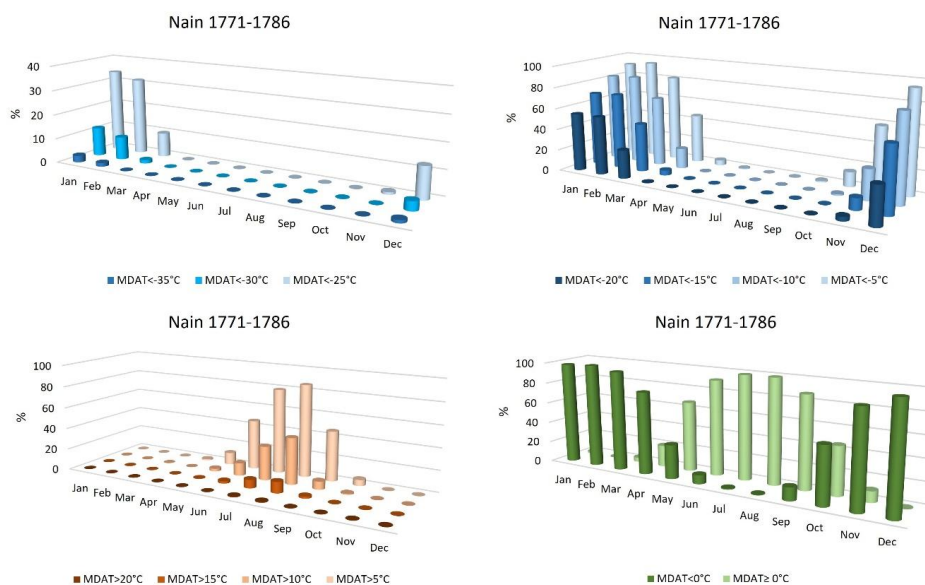 Nain 1771-1786
40
30
20
10
0
%
Jan Feb Mar Apr May Jun Jul Aug Sep Oct Nov Dec
MDAT<-35°C MDAT<-30°C MDAT<-25°C
Nain 1771-1786
100
80
60
40
20
0
%
Jan Feb Mar Apr May Jun Jul Aug Sep Oct Nov Dec
MDAT<-20°C MDAT<-15°C MDAT<-10°C MDAT<-5°C
Nain 1771-1786
100
80
60
40
20
0
%
Jan Feb Mar Apr May Jun Jul Aug Sep Oct Nov Dec
MDAT>20°C MDAT>15°C MDAT>10°C MDAT>5°C
Nain 1771-1786
100
80
60
40
20
0
%
Jan Feb Mar Apr May Jun Jul Aug Sep Oct Nov Dec
MDAT<0°C MDAT≥ 0°C